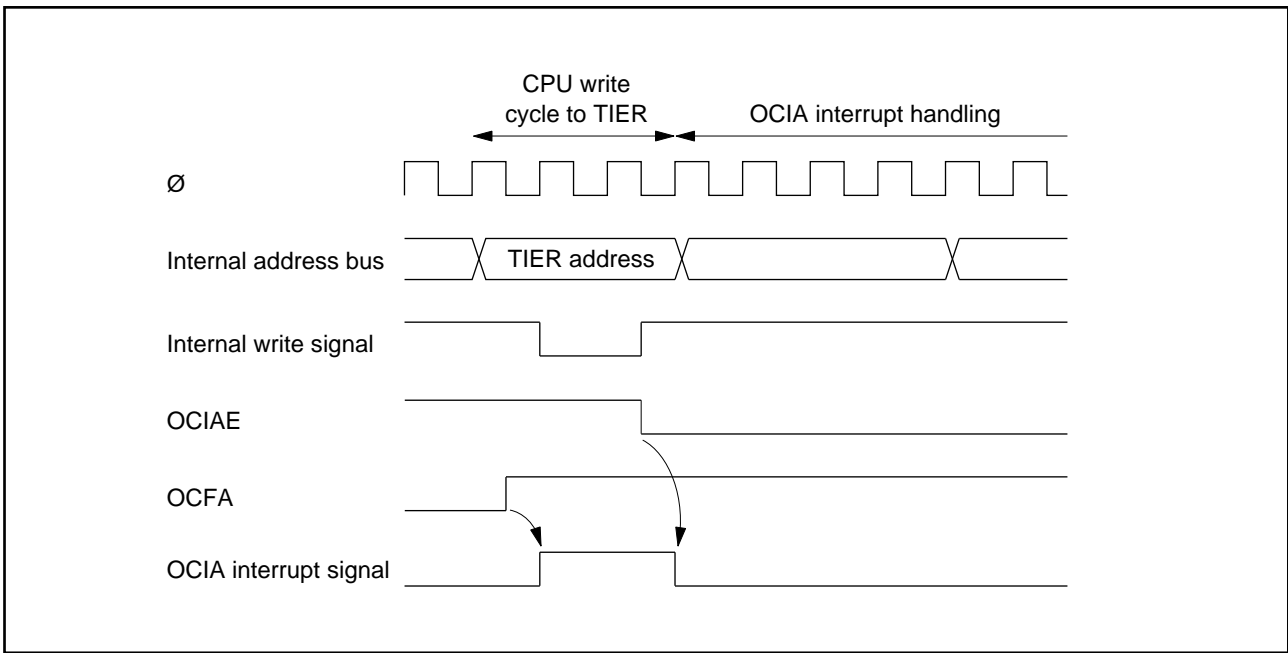 CPU write
cycle to TIER
OCIA interrupt handling
Ø
Internal address bus
TIER address
Internal write signal
OCIAE
OCFA
OCIA interrupt signal